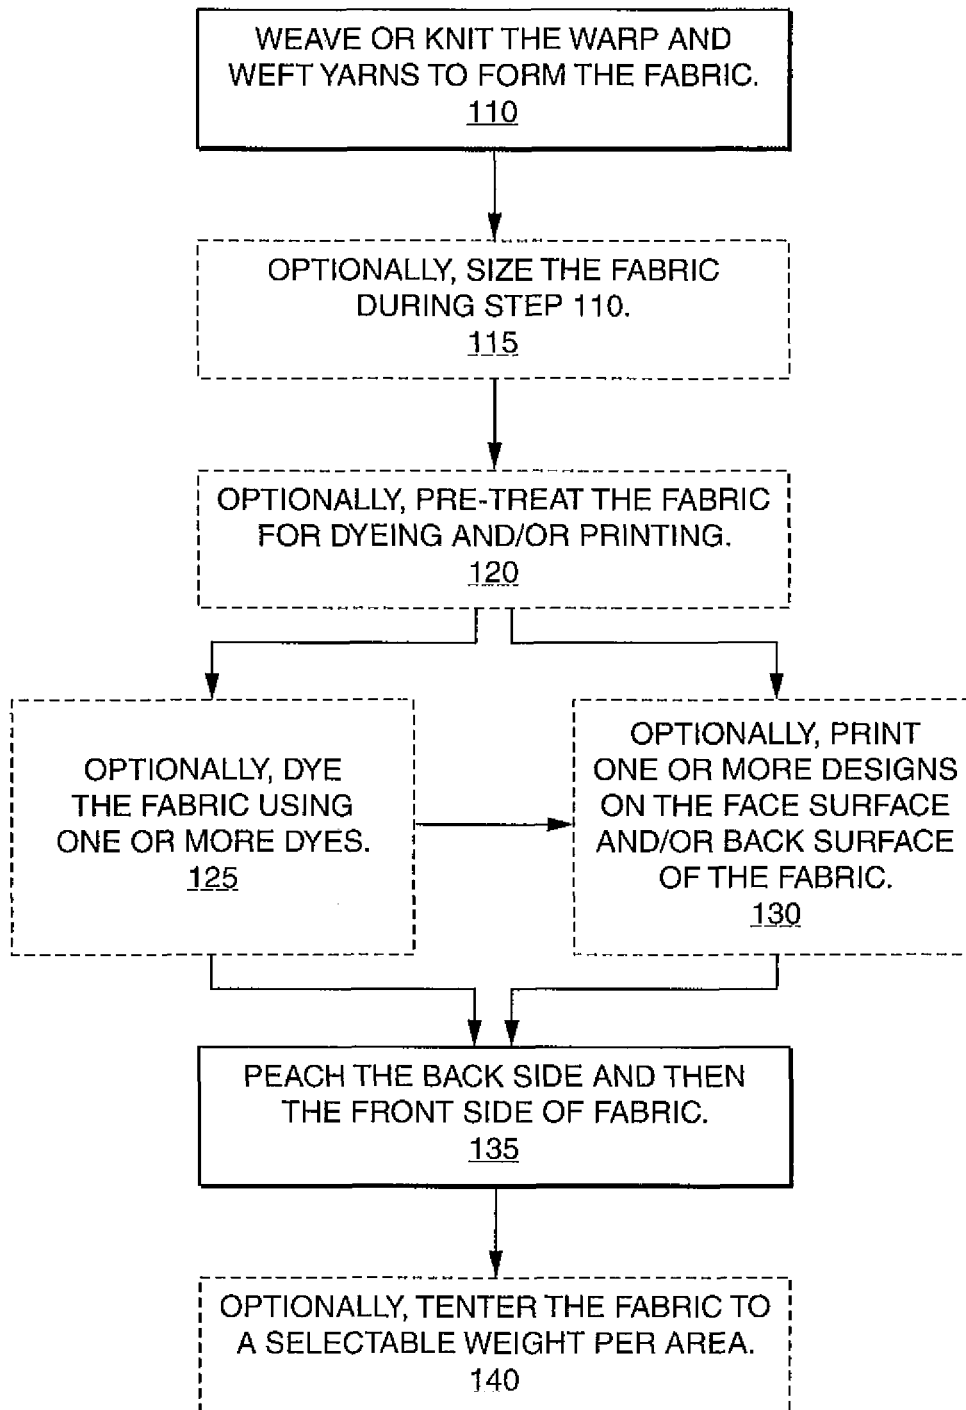 WEAVE OR KNIT THE WARP AND
WEFT YARNS TO FORM THE FABRIC.
110
OPTIONALLY, SIZE THE FABRIC
DURING STEP 110.
115
OPTIONALLY, PRE-TREAT THE FABRIC
FOR DYEING AND/OR PRINTING.
120
OPTIONALLY, DYE
THE FABRIC USING
ONE OR MORE DYES.
125
OPTIONALLY, PRINT
ONE OR MORE DESIGNS
ON THE FACE SURFACE
AND/OR BACK SURFACE
OF THE FABRIC.
130
PEACH THE BACK SIDE AND THEN
THE FRONT SIDE OF FABRIC.
135
OPTIONALLY, TENTER THE FABRIC TO
A SELECTABLE WEIGHT PER AREA.
140